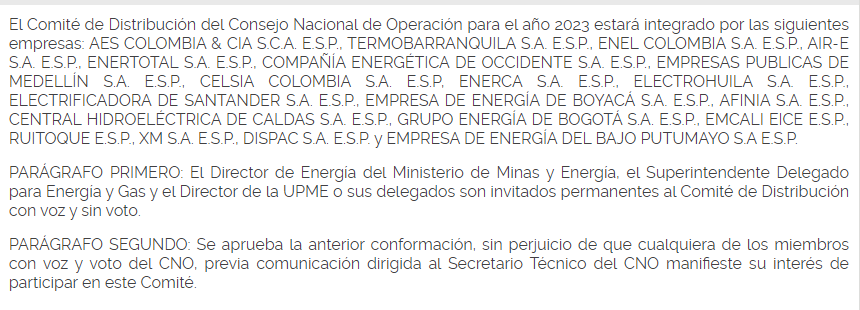 El Comité de Distribución del Consejo Nacional de Operación para el año 2023 estará integrado por las siguientes
empresas: AES COLOMBIA & CIA S.C.A. E.S.P., TERMOBARRANQUILA S.A. E.S.P., ENEL COLOMBIA S.A. E.S.P., AIR-E
S.A. E.S.P., ENERTOTAL S.A. E.S.P., COMPAÑÍA ENERGÉTICA DE OCCIDENTE S.A. E.S.P., EMPRESAS PUBLICAS DE
MEDELLÍN S.A. E.S.P., CELSIA COLOMBIA S.A. E.S.P, ENERCA S.A. E.S.P., ELECTROHUILA S.A. E.S.P.,
ELECTRIFICADORA DE SANTANDER S.A. E.S.P., EMPRESA DE ENERGÍA DE BOYACÁ S.A. E.S.P., AFINIA S.A. E.S.P.,
CENTRAL HIDROELÉCTRICA DE CALDAS S.A. E.S.P., GRUPO ENERGÍA DE BOGOTÁ S.A. E.S.P., EMCALI EICE E.S.P.,
RUITOQUE E.S.P., XM S.A. E.S.P., DISPAC S.A. E.S.P. y EMPRESA DE ENERGÍA DEL BAJO PUTUMAYO S.A E.S.P.
PARÁGRAFO PRIMERO: El Director de Energía del Ministerio de Minas y Energía, el Superintendente Delegado
para Energía y Gas y el Director de la UPME o sus delegados son invitados permanentes al Comité de Distribución
con voz y sin voto.
PARÁGRAFO SEGUNDO: Se aprueba la anterior conformación, sin perjuicio de que cualquiera de los miembros
con voz y voto del CNO, previa comunicación dirigida al Secretario Técnico del CNO manifieste su interés de
participar en este Comité.